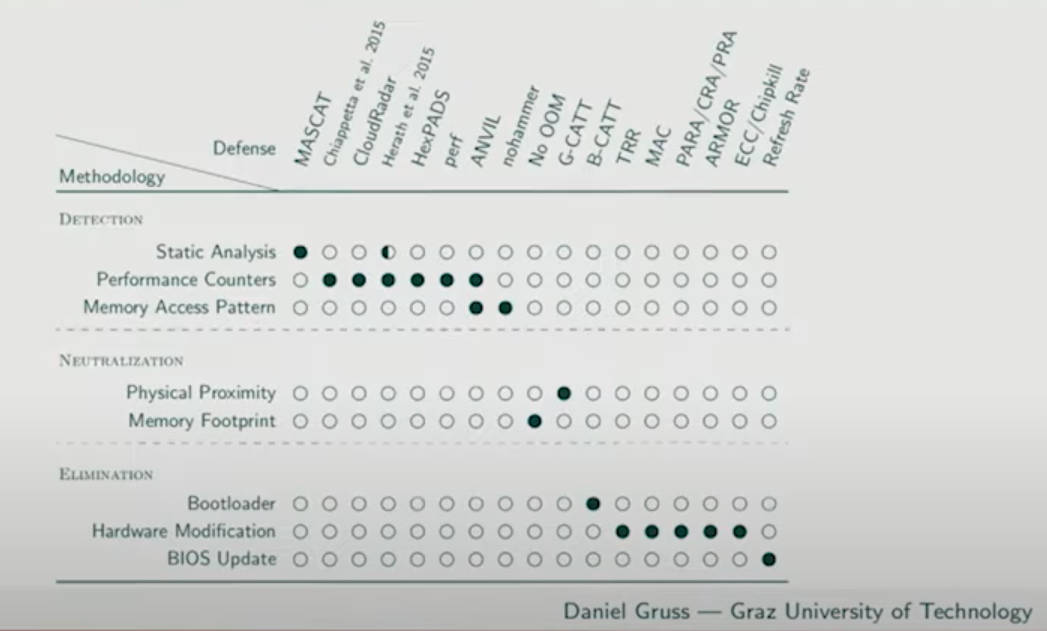 Defense
MASCAT
Chiappetta et al. 2015
CloudRadar
Herath et al. 2015
HexPADS
perf
ANVIL
nohammer
No OOM
G-CATT
B-CATT
TRR
MAC
PARA/CRA/PRA
ARMOR
ECC/Chipkill
Refresh Rate
Methodology
Detection
Static Analysis
Performance Counters
Memory Access Pattern
Neutralization
Physical Proximity
Memory Footprint
Elimination
Bootloader
Hardware Modification
BIOS Update
Daniel Gruss — Graz University of Technology